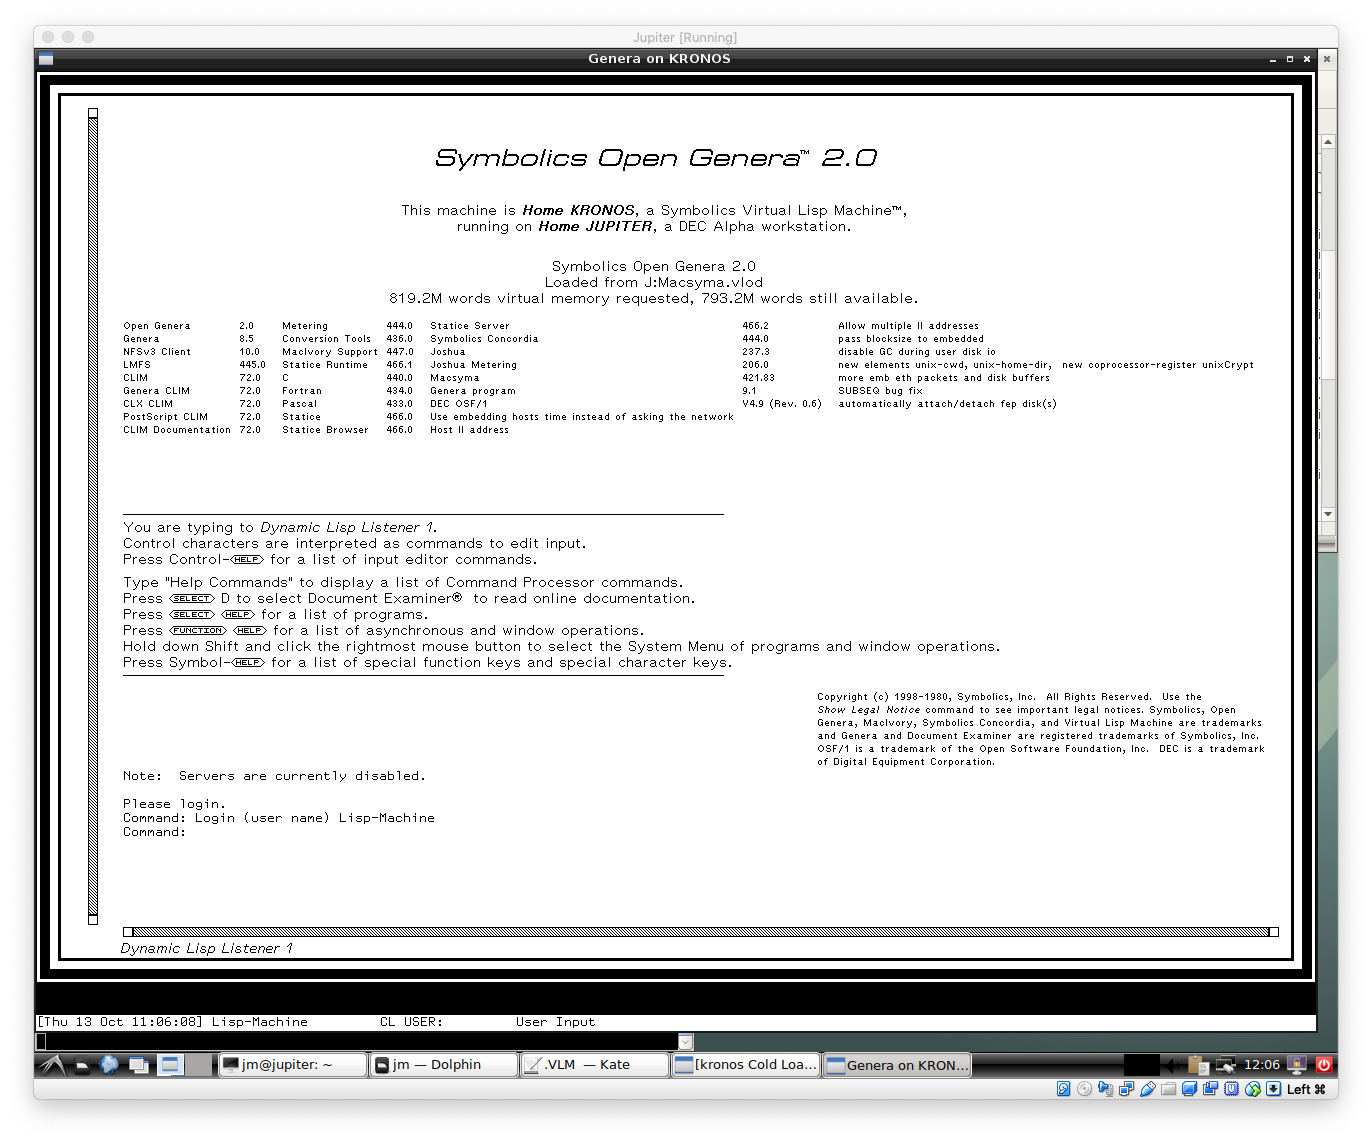 Jupiter [Running]
Genera on KRONOS
Symbolics Open Genera™ 2.0
This machine is Home KRONOS, a Symbolics Virtual Lisp Machine™,
running on Home JUPITER, a DEC Alpha workstation.
Symbolics Open Genera 2.0
Loaded from J:Macsyma.vlod
819.2M words virtual memory requested, 793.2M words still available.
Open Genera 2.0 Metering 444.0 Statice Server 466.2 Allow multiple II addresses
Genera 8.5 Conversion Tools 436.0 Symbolics Concordia 444.0 pass blocksize to embedded
NFSv3 Client 10.0 MacIvory Support 447.0 Joshua 237.3 disable GC during user disk io
LMFS 445.0 Statice Runtime 466.1 Joshua Metering 206.0 new elements unix-cwd, unix-home-dir, new coprocessor-register unixCrypt
CLIM 72.0 C 440.0 Macsyma 421.83 more emb eth packets and disk buffers
Genera CLIM 72.0 Fortran 434.0 Genera program 9.1 SUBSEQ bug fix
CLX CLIM 72.0 Pascal 433.0 DEC OSF/1 V4.9 (Rev. 0.6) automatically attach/detach fep disk(s)
PostScript CLIM 72.0 Statice 466.0 Use embedding hosts time instead of asking the network
CLIM Documentation 72.0 Statice Browser 466.0 Host II address
You are typing to Dynamic Lisp Listener 1.
Control characters are interpreted as commands to edit input.
Press Control-HELP for a list of input editor commands.
Type "Help Commands" to display a list of Command Processor commands.
Press SELECT D to select Document Examiner® to read online documentation.
Press SELECT HELP for a list of programs.
Press FUNCTION HELP for a list of asynchronous and window operations.
Hold down Shift and click the rightmost mouse button to select the System Menu of programs and window operations.
Press Symbol-HELP for a list of special function keys and special character keys.
Copyright (c) 1998-1980, Symbolics, Inc. All Rights Reserved. Use the
Show Legal Notice command to see important legal notices. Symbolics, Open
Genera, MacIvory, Symbolics Concordia, and Virtual Lisp Machine are trademarks
and Genera and Document Examiner are registered trademarks of Symbolics, Inc.
OSF/1 is a trademark of the Open Software Foundation, Inc. DEC is a trademark
of Digital Equipment Corporation.
Note: Servers are currently disabled.
Please login.
Command: Login (user name) Lisp-Machine
Command:
Dynamic Lisp Listener 1
[Thu 13 Oct 11:06:08] Lisp-Machine CL USER: User Input
jm@jupiter: ~ jm — Dolphin .VLM — Kate [kronos Cold Loa... Genera on KRON... 12:06
Left ⌘